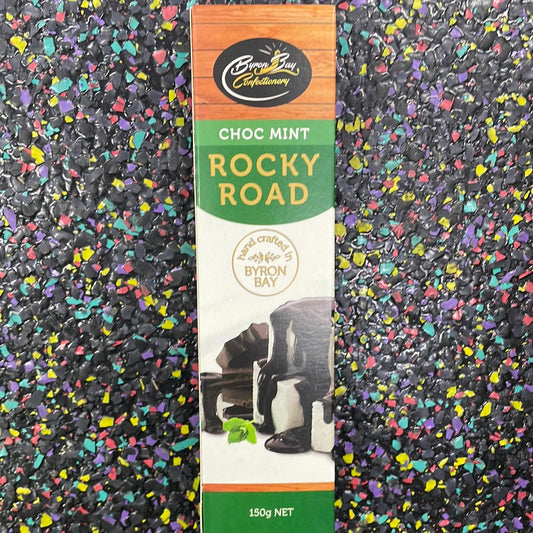 Byron Bay
Confectionery
CHOC MINT
ROCKY
ROAD
hand crafted in
BYRON
BAY
150g NET